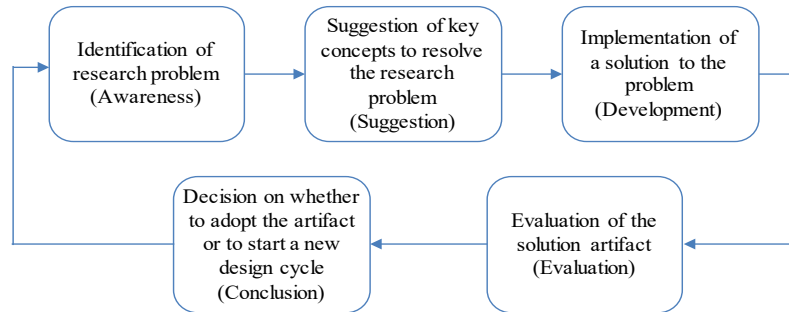 Identification of
research problem
(Awareness)
Suggestion of key
concepts to resolve
the research
problem
(Suggestion)
Implementation of
a solution to the
problem
(Development)
Decision on whether
to adopt the artifact
or to start a new
design cycle
(Conclusion)
Evaluation of the
solution artifact
(Evaluation)